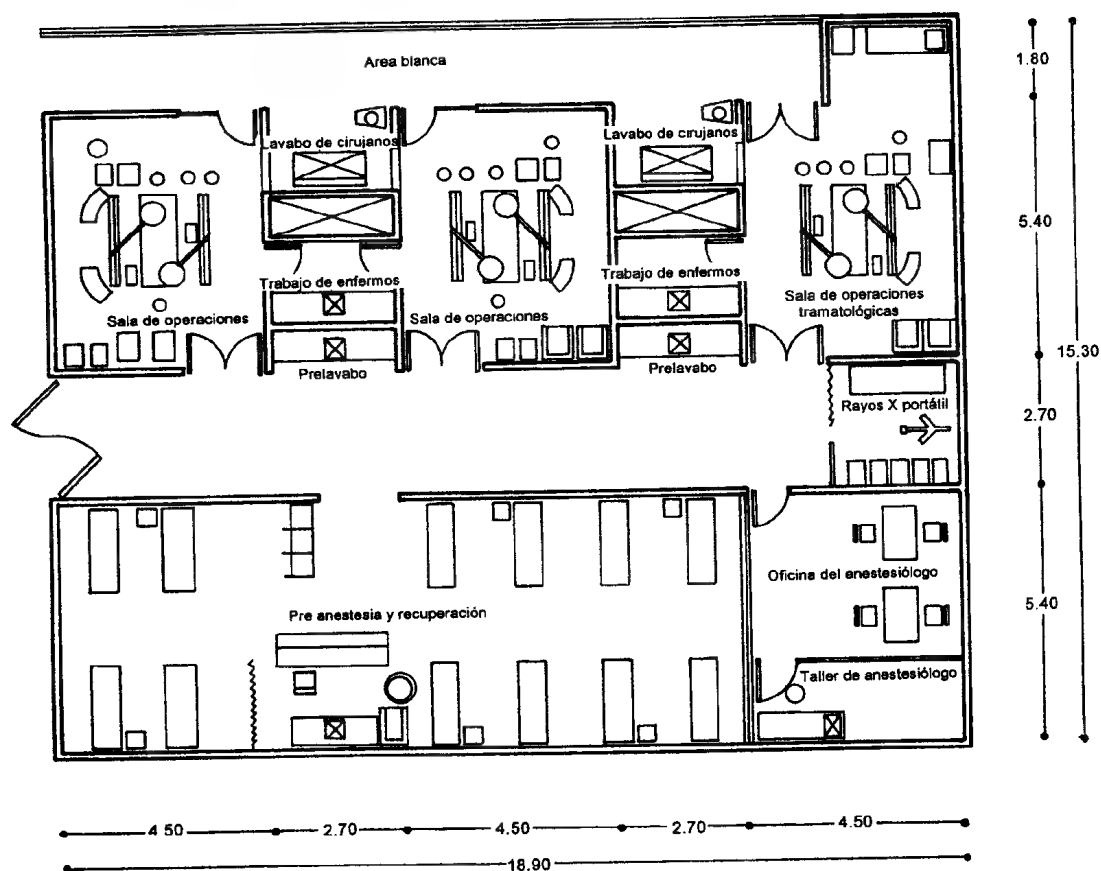 Area blanca
1.80
Lavabo de cirujanos
Lavabo de cirujanos
5.40
Trabajo de enfermos
Trabajo de enfermos
Sala de operaciones
Sala de operaciones
Sala de operaciones
tramatológicas
15.30
Prelavabo
Prelavabo
Rayos X portátil
2.70
Oficina del anestesiólogo
5.40
Pre anestesia y recuperación
Taller de anastesiólogo
4.50
2.70
4.50
2.70
4.50
18.90